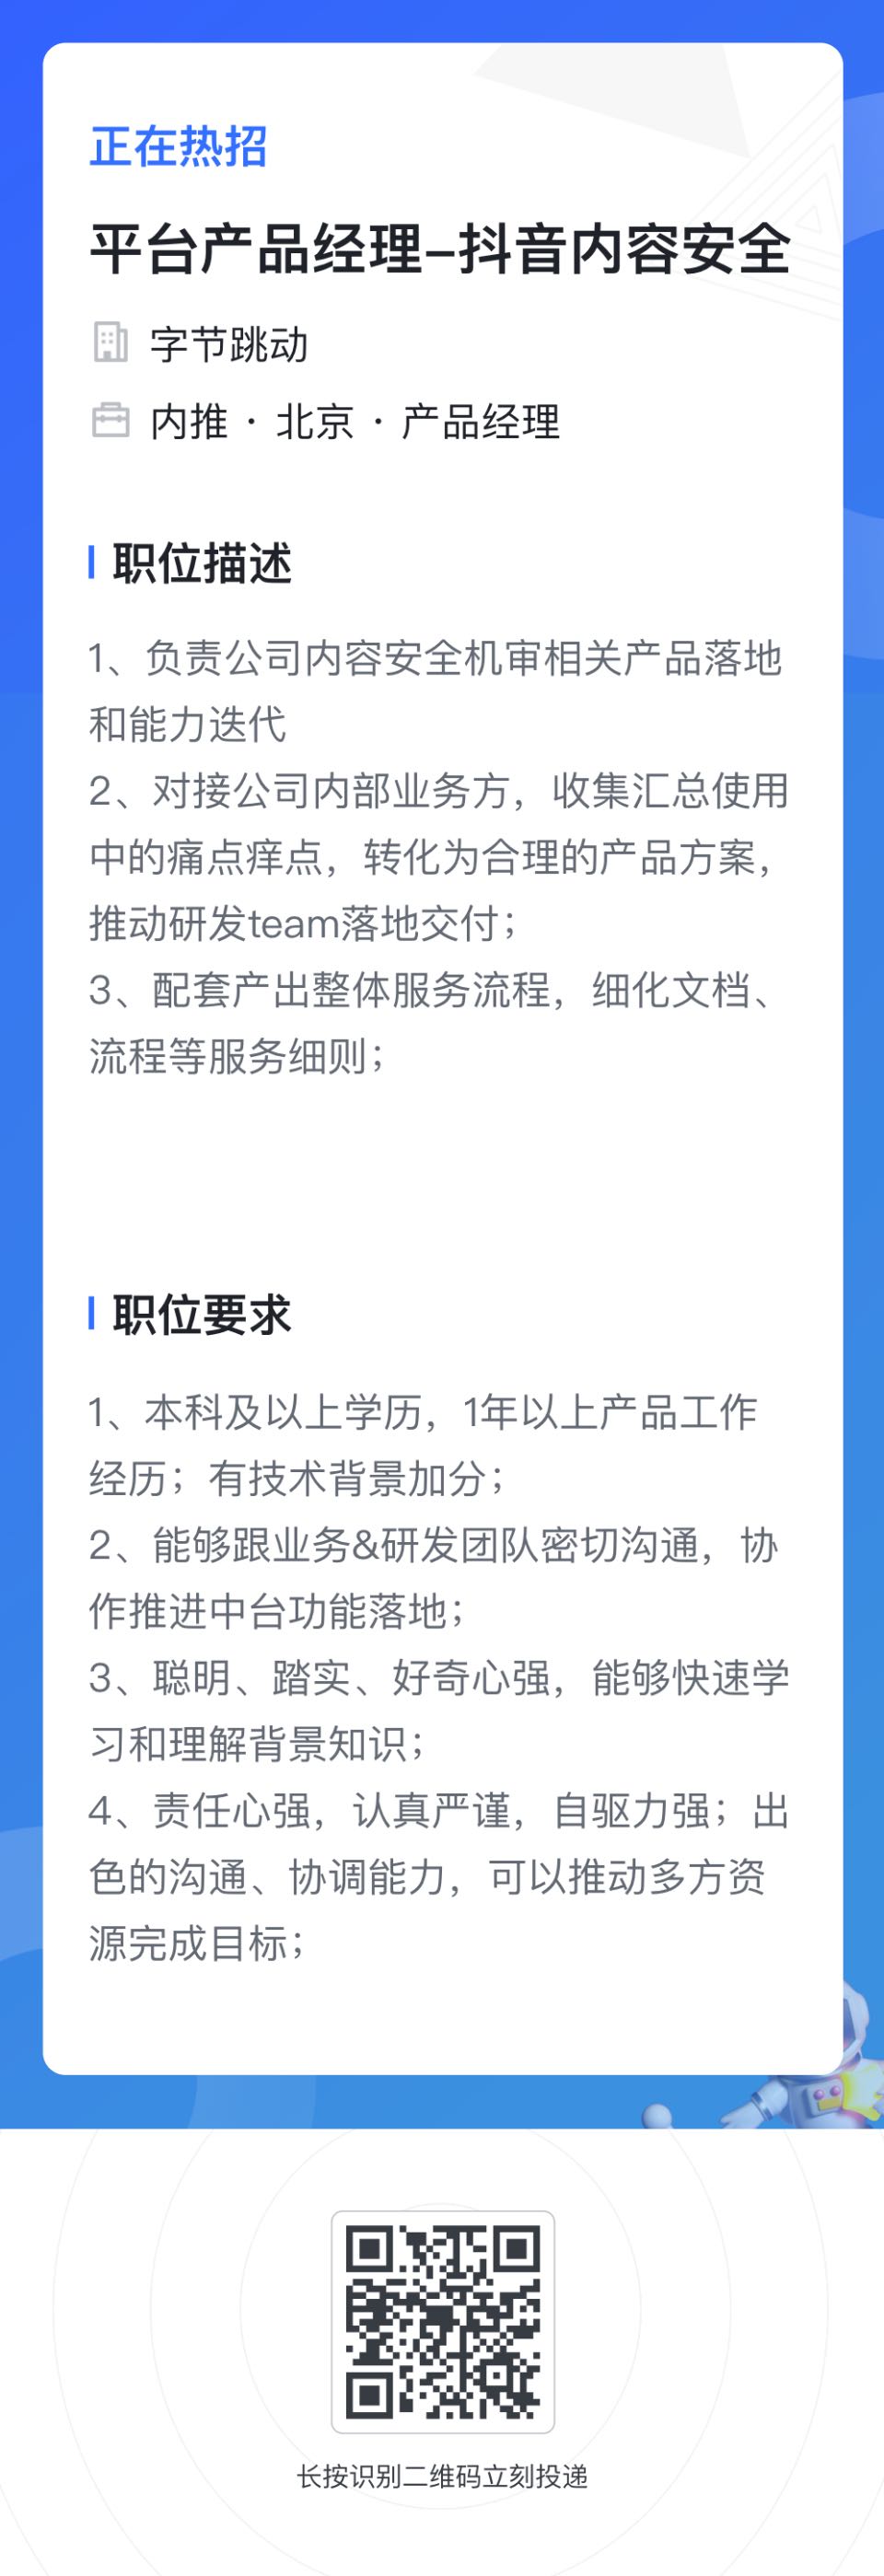 正在热招
平台产品经理–抖音内容安全
字节跳动
内推 · 北京 · 产品经理
职位描述
1、负责公司内容安全机审相关产品落地
和能力迭代
2、对接公司内部业务方，收集汇总使用
中的痛点痒点，转化为合理的产品方案，
推动研发team落地交付；
3、配套产出整体服务流程，细化文档、
流程等服务细则；
职位要求
1、本科及以上学历，1年以上产品工作
经历；有技术背景加分；
2、能够跟业务&研发团队密切沟通，协
作推进中台功能落地；
3、聪明、踏实、好奇心强，能够快速学
习和理解背景知识；
4、责任心强，认真严谨，自驱力强；出
色的沟通、协调能力，可以推动多方资
源完成目标；
长按识别二维码立刻投递